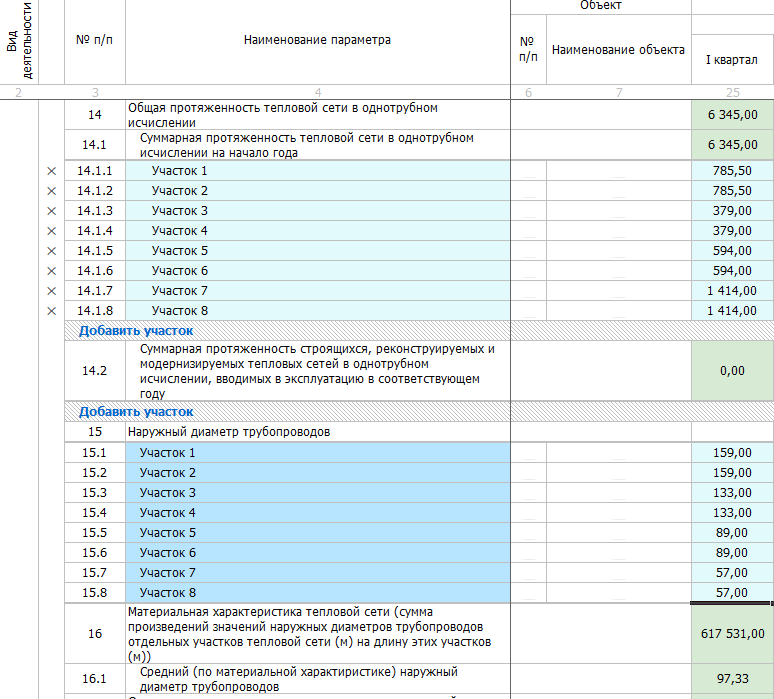 Вид деятельности
№ п/п
Наименование параметра
Объект
№ п/п
Наименование объекта
I квартал
2 3 4 6 7 25
14 Общая протяженность тепловой сети в однотрубном
исчислении 6 345,00
14.1 Суммарная протяженность тепловой сети в однотрубном
исчислении на начало года 6 345,00
× 14.1.1 Участок 1 785,50
× 14.1.2 Участок 2 785,50
× 14.1.3 Участок 3 379,00
× 14.1.4 Участок 4 379,00
× 14.1.5 Участок 5 594,00
× 14.1.6 Участок 6 594,00
× 14.1.7 Участок 7 1 414,00
× 14.1.8 Участок 8 1 414,00
Добавить участок
14.2 Суммарная протяженность строящихся, реконструируемых и
модернизируемых тепловых сетей в однотрубном
исчислении, вводимых в эксплуатацию в соответствующем
году 0,00
Добавить участок
15 Наружный диаметр трубопроводов
15.1 Участок 1 159,00
15.2 Участок 2 159,00
15.3 Участок 3 133,00
15.4 Участок 4 133,00
15.5 Участок 5 89,00
15.6 Участок 6 89,00
15.7 Участок 7 57,00
15.8 Участок 8 57,00
16 Материальная характеристика тепловой сети (сумма
произведений значений наружных диаметров трубопроводов
отдельных участков тепловой сети (м) на длину этих участков
(м)) 617 531,00
16.1 Средний (по материальной характиристике) наружный
диаметр трубопроводов 97,33